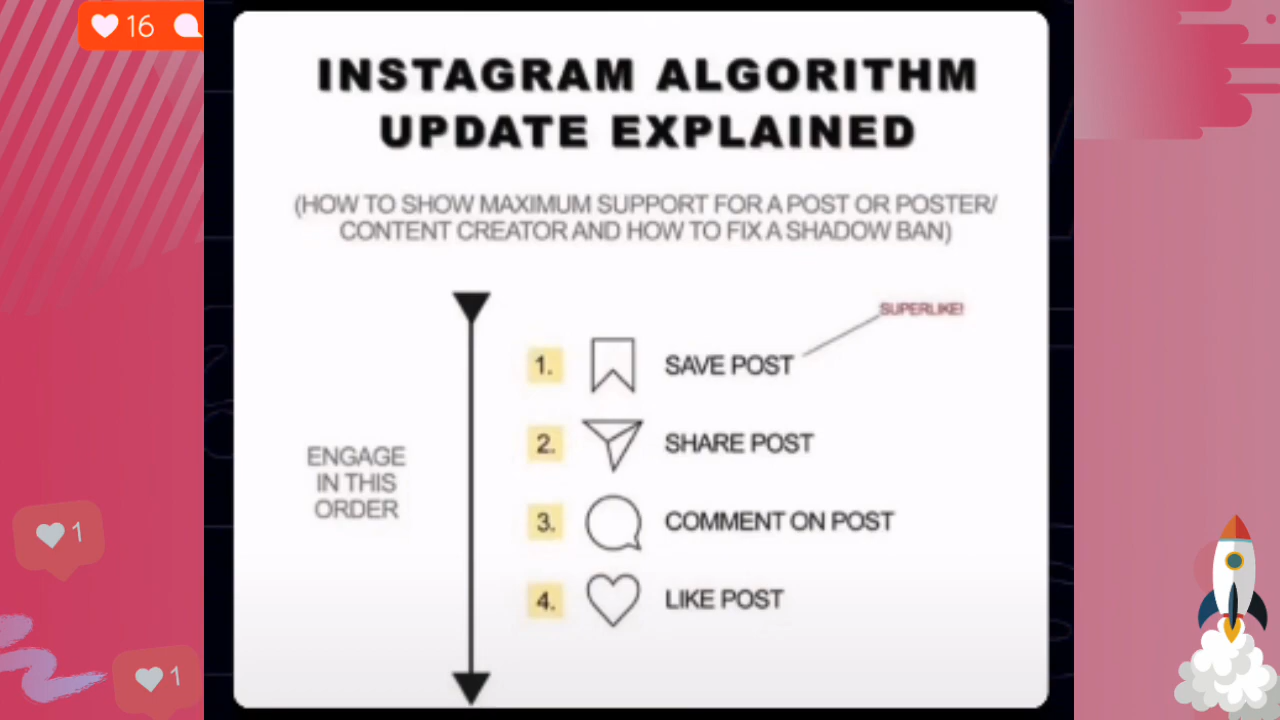 16
INSTAGRAM ALGORITHM
UPDATE EXPLAINED
(HOW TO SHOW MAXIMUM SUPPORT FOR A POST OR POSTER/
CONTENT CREATOR AND HOW TO FIX A SHADOW BAN)
SUPERLIKE!
1. SAVE POST
2. SHARE POST
ENGAGE
IN THIS
ORDER
3. COMMENT ON POST
4. LIKE POST
1
1